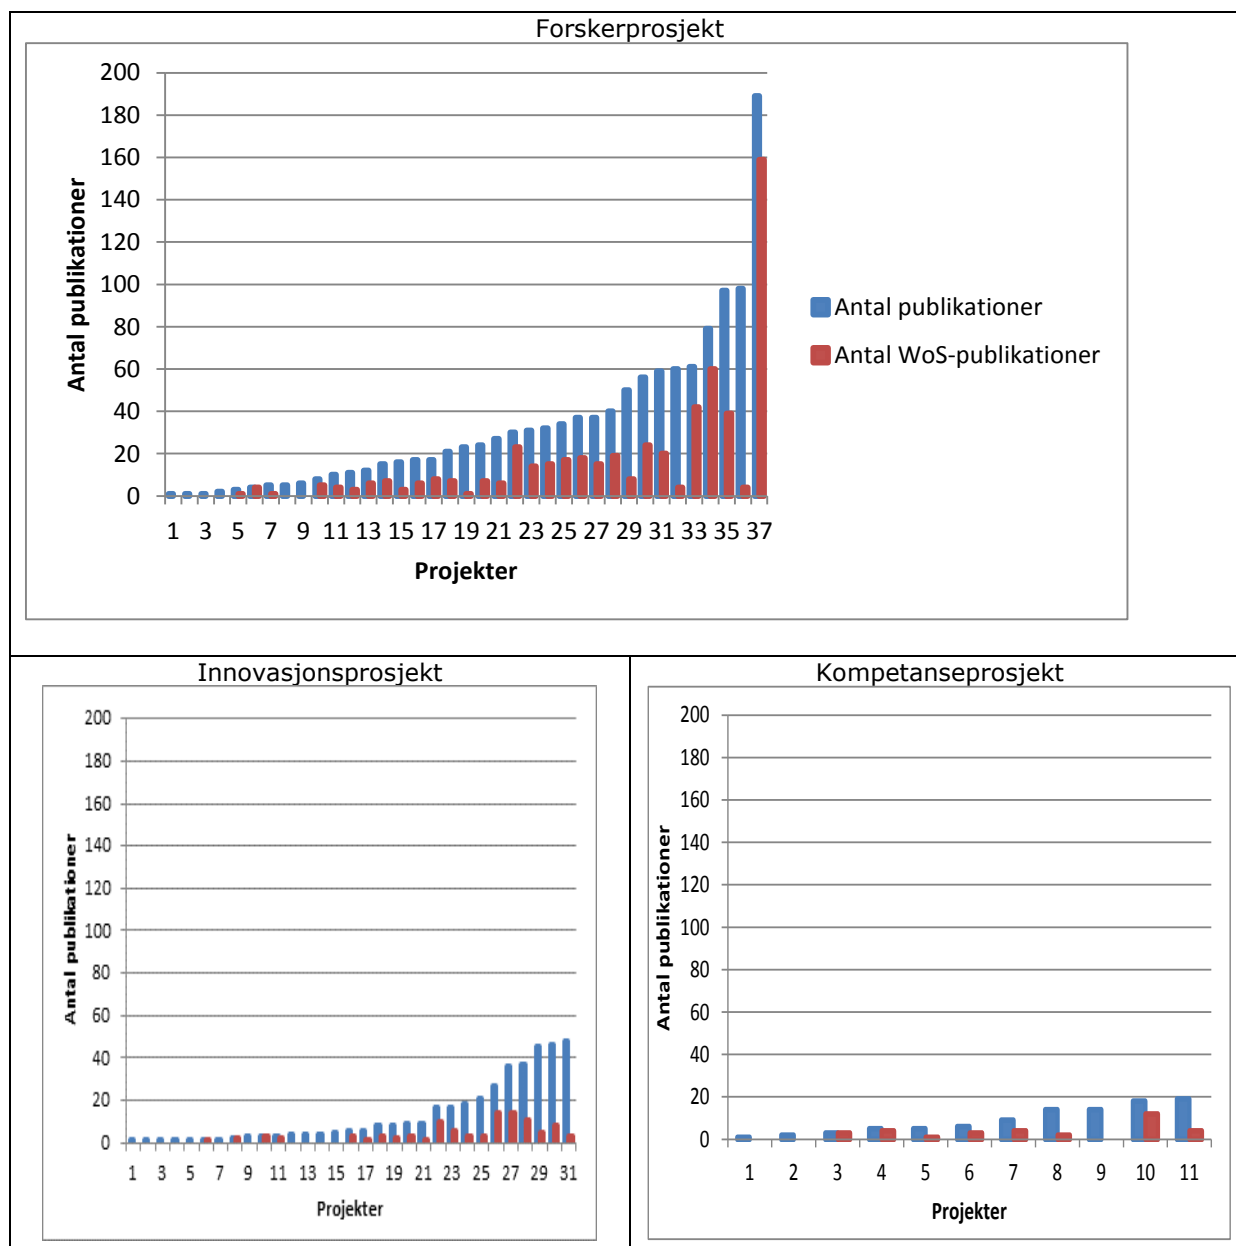 Forskerprosjekt
200
180
160
140
120
100
80
60
40
20
0
Antal publikationer
1 3 5 7 9 11 13 15 17 19 21 23 25 27 29 31 33 35 37
Projekter
Antal publikationer
Antal WoS-publikationer
Innovasjonsprosjekt
200
180
160
140
120
100
80
60
40
20
0
Antal publikationer
1 3 5 7 9 11 13 15 17 19 21 23 25 27 29 31
Projekter
Kompetanseprosjekt
200
180
160
140
120
100
80
60
40
20
0
Antal publikationer
1 2 3 4 5 6 7 8 9 10 11
Projekter